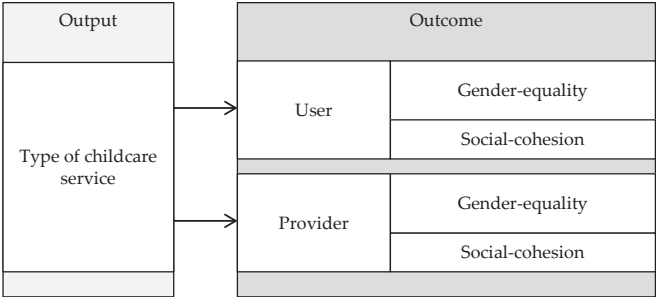 Output
Outcome
Type of childcare
service
User
Gender-equality
Social-cohesion
Provider
Gender-equality
Social-cohesion